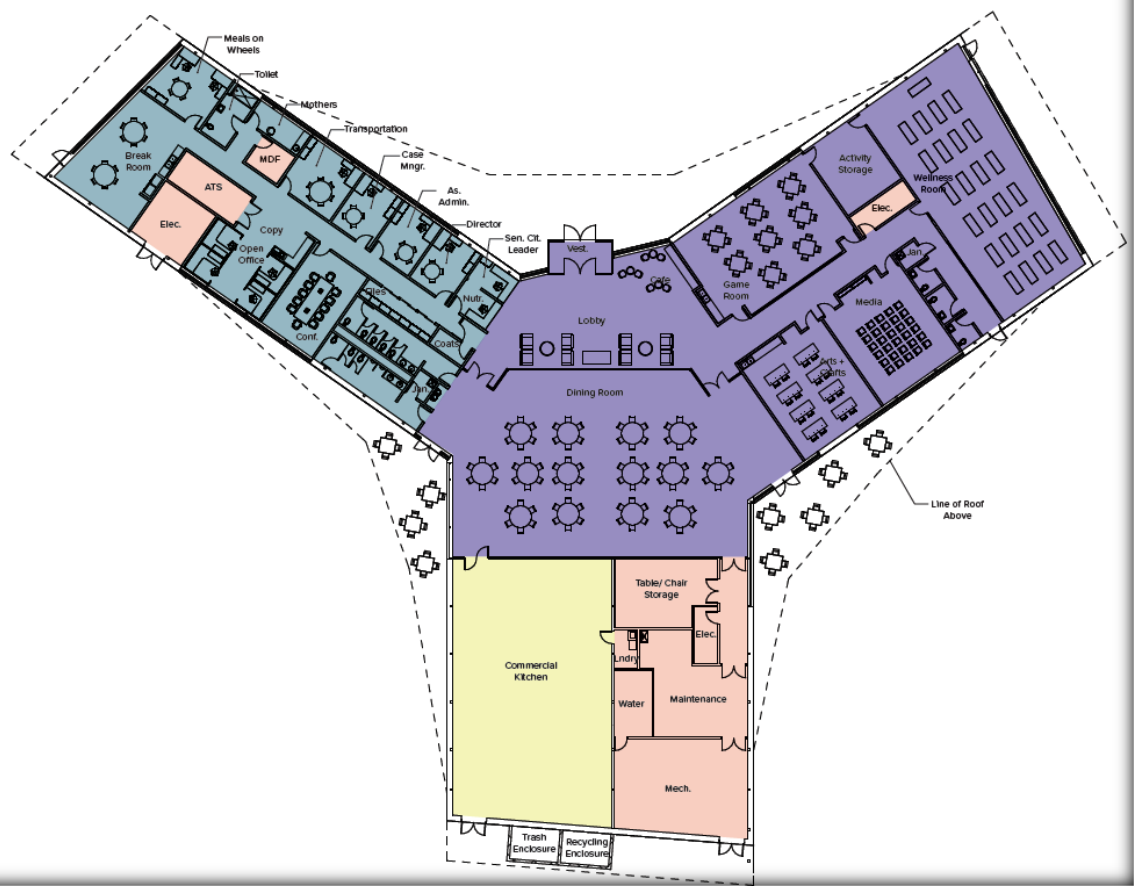 Meals on
Wheels
Toilet
Mothers
Transportation
Case
Mngr.
As.
Admin.
Director
Sen. Cit.
Leader
Break
Room
MDF
ATS
Elec.
Copy
Open
Office
Files
Nutr.
Conf.
Coats
Jan.
Vest.
Cafe
Lobby
Game
Room
Activity
Storage
Wellness
Room
Elec.
Jan.
Media
Arts +
Crafts
Dining Room
Line of Roof
Above
Table/ Chair
Storage
Elec.
Lndry
Commercial
Kitchen
Water
Maintenance
Mech.
Trash
Enclosure
Recycling
Enclosure